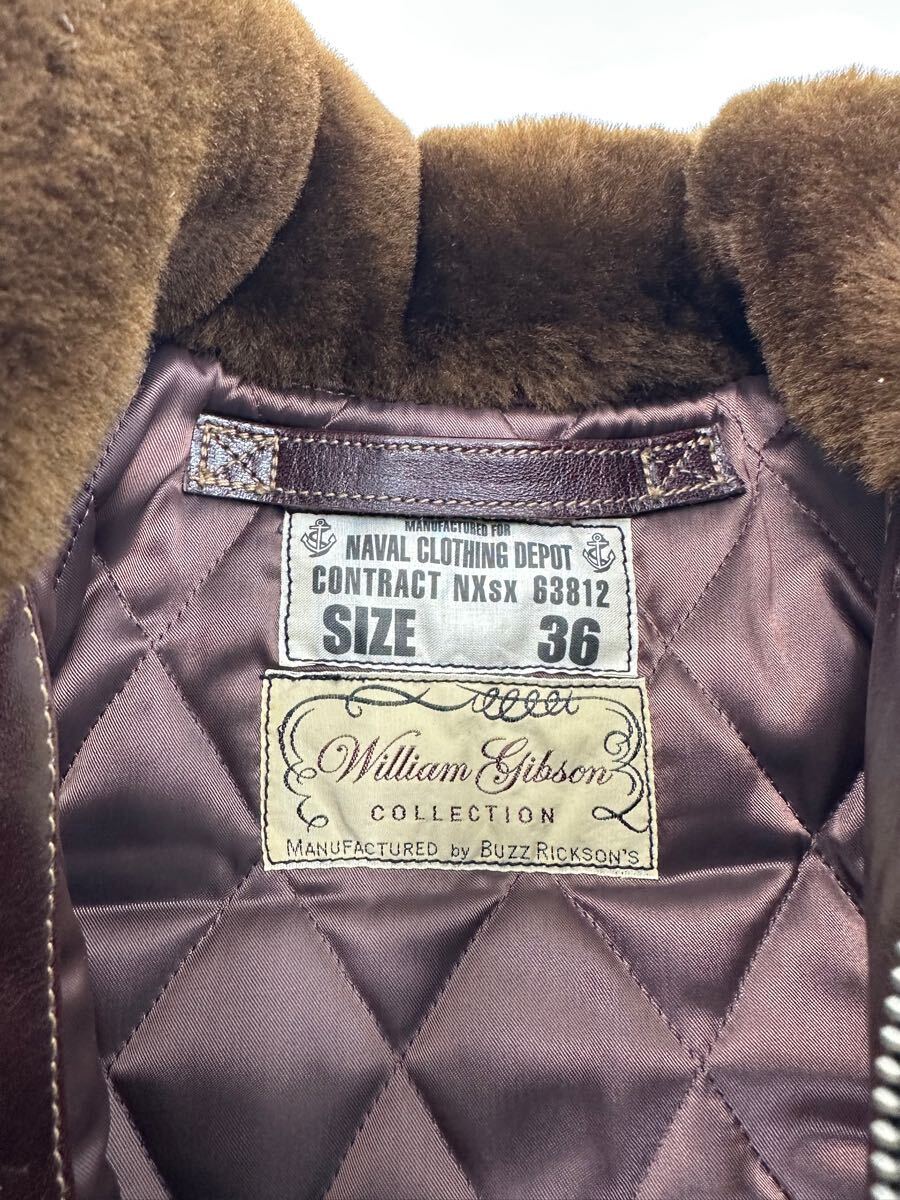 MANUFACTURED FOR
NAVAL CLOTHING DEPOT
CONTRACT NXsx 63812
SIZE 36
William Gibson
COLLECTION
MANUFACTURED by BUZZ RICKSON'S